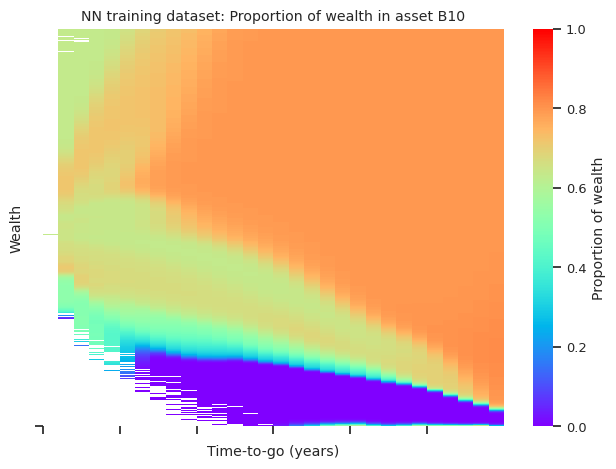 NN training dataset: Proportion of wealth in asset B10
Wealth
Time-to-go (years)
1.0
0.8
0.6
0.4
0.2
0.0
Proportion of wealth